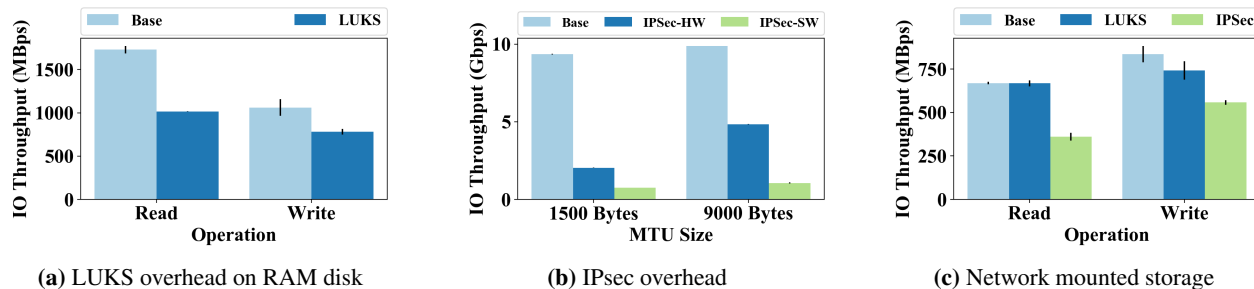 Base LUKS
IO Throughput (MBps)
1500
1000
500
0
Read Write
Operation
(a) LUKS overhead on RAM disk
Base IPSec-HW IPSec-SW
IO Throughput (Gbps)
10
5
0
1500 Bytes 9000 Bytes
MTU Size
(b) IPsec overhead
Base LUKS IPSec
IO Throughput (MBps)
750
500
250
0
Read Write
Operation
(c) Network mounted storage